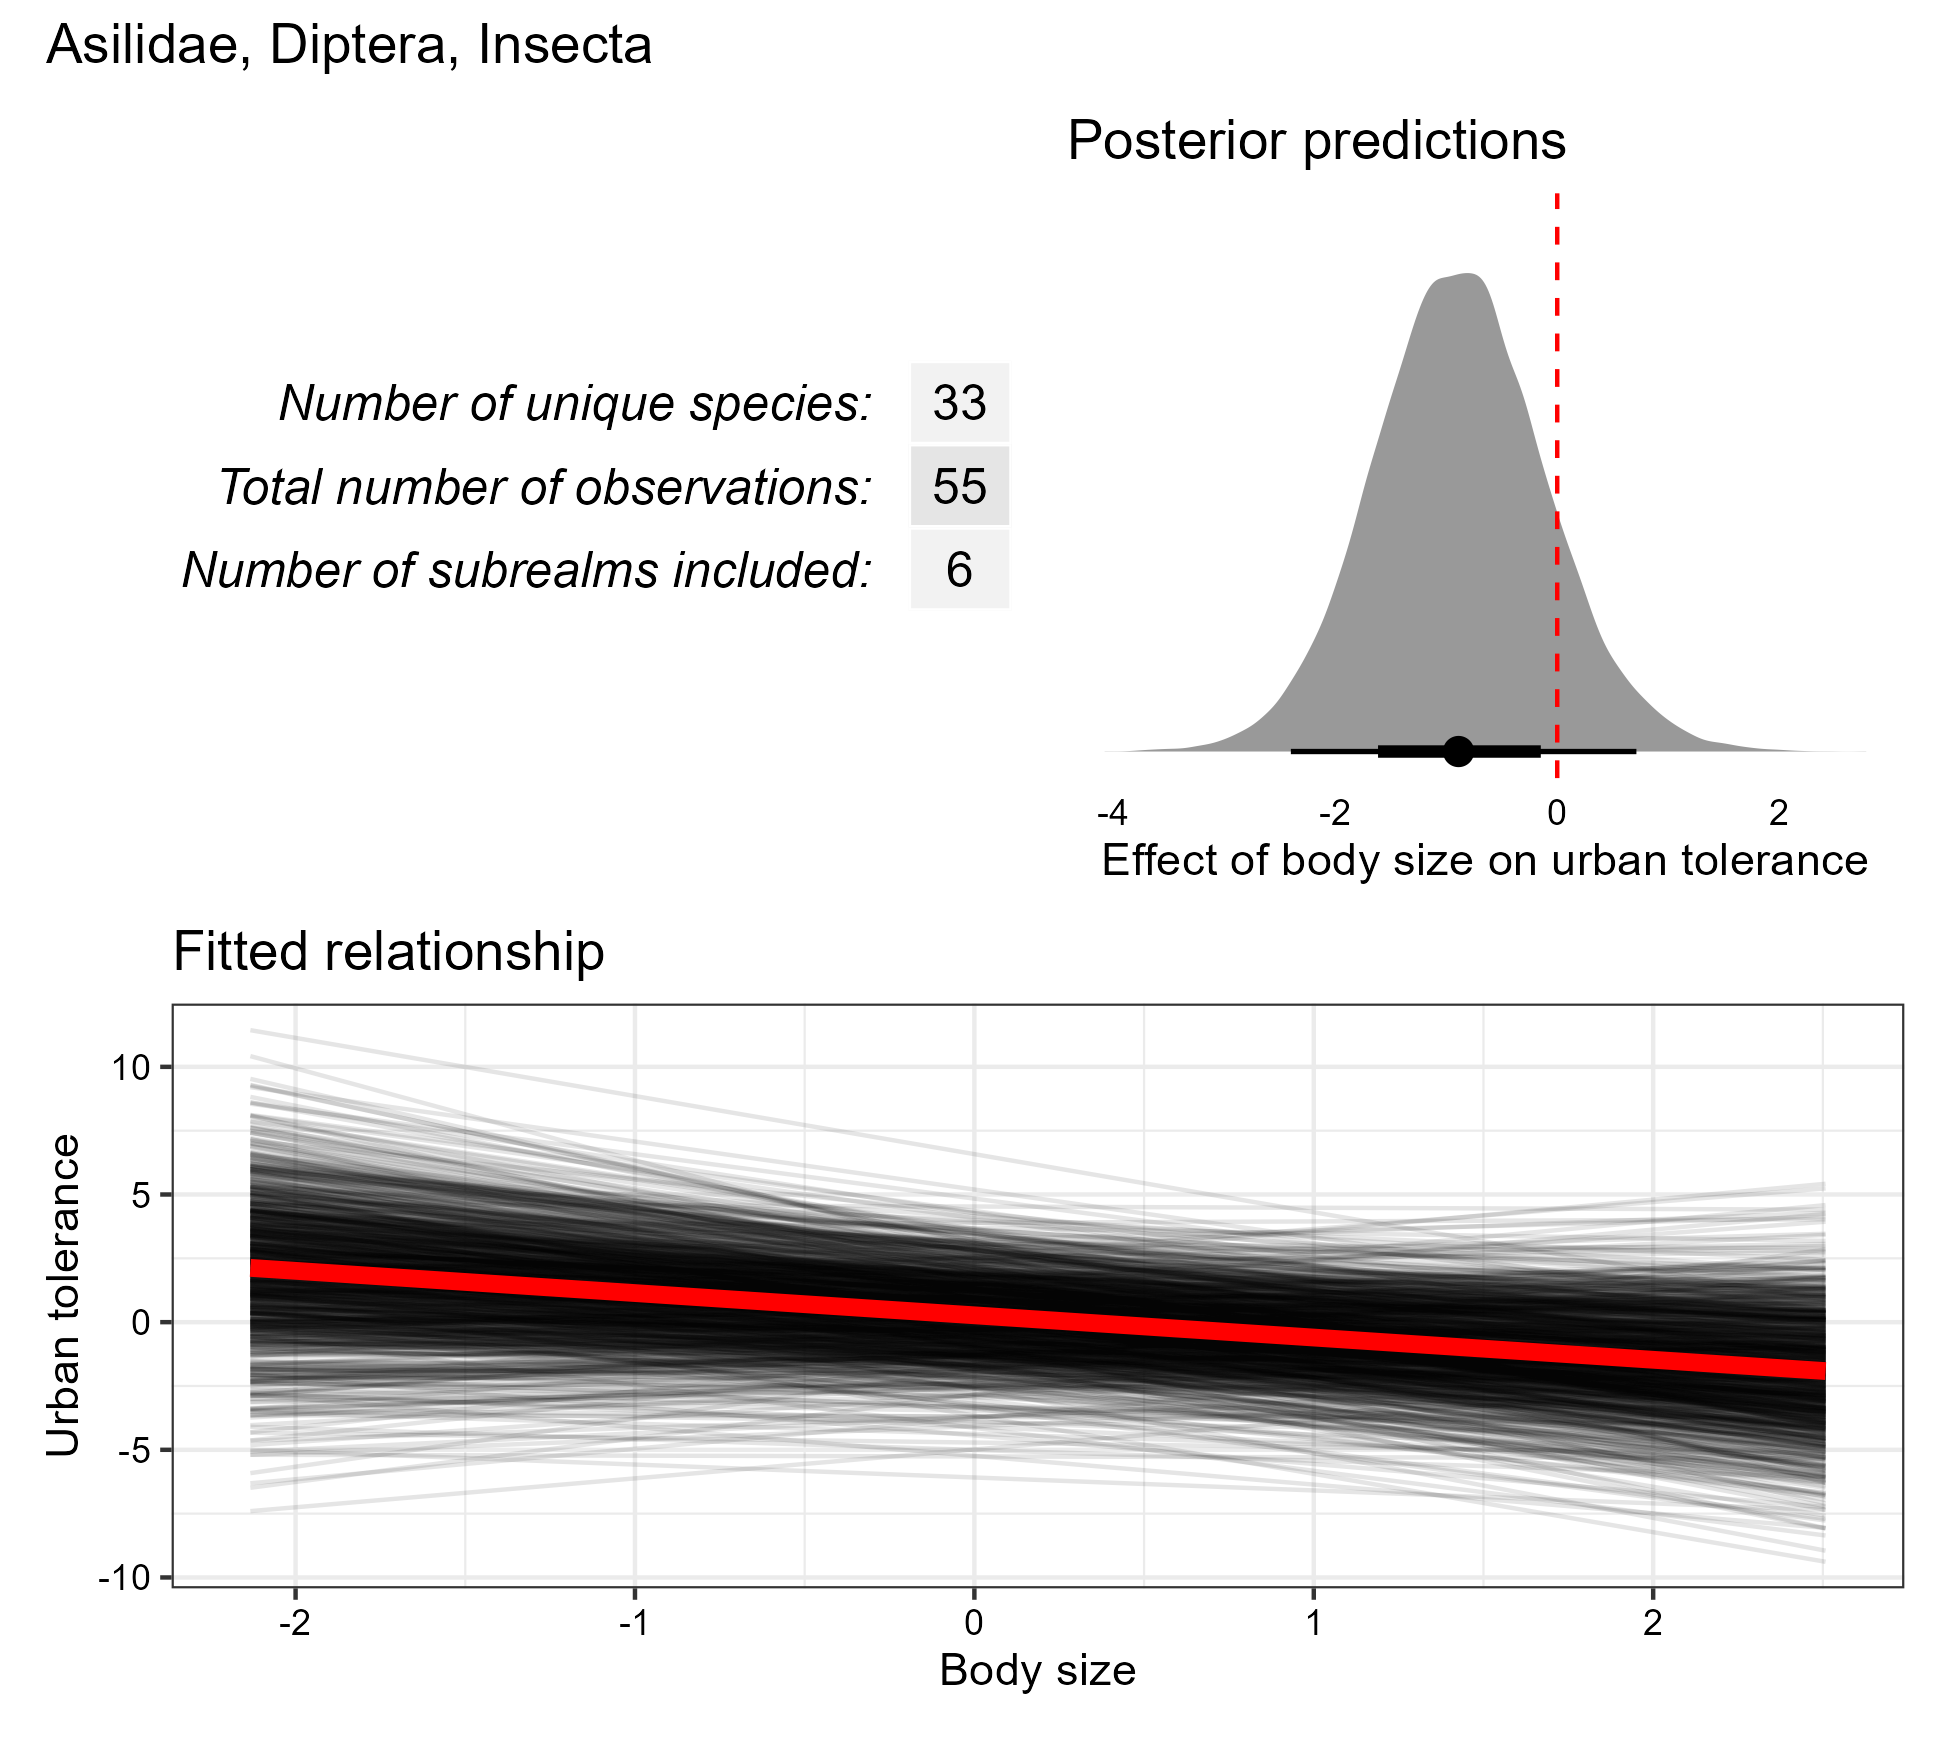 Asilidae, Diptera, Insecta
Posterior predictions
Number of unique species: 33
Total number of observations: 55
Number of subrealms included: 6
-4 -2 0 2
Effect of body size on urban tolerance
Fitted relationship
Urban tolerance
10
5
0
-5
-10
-2 -1 0 1 2
Body size